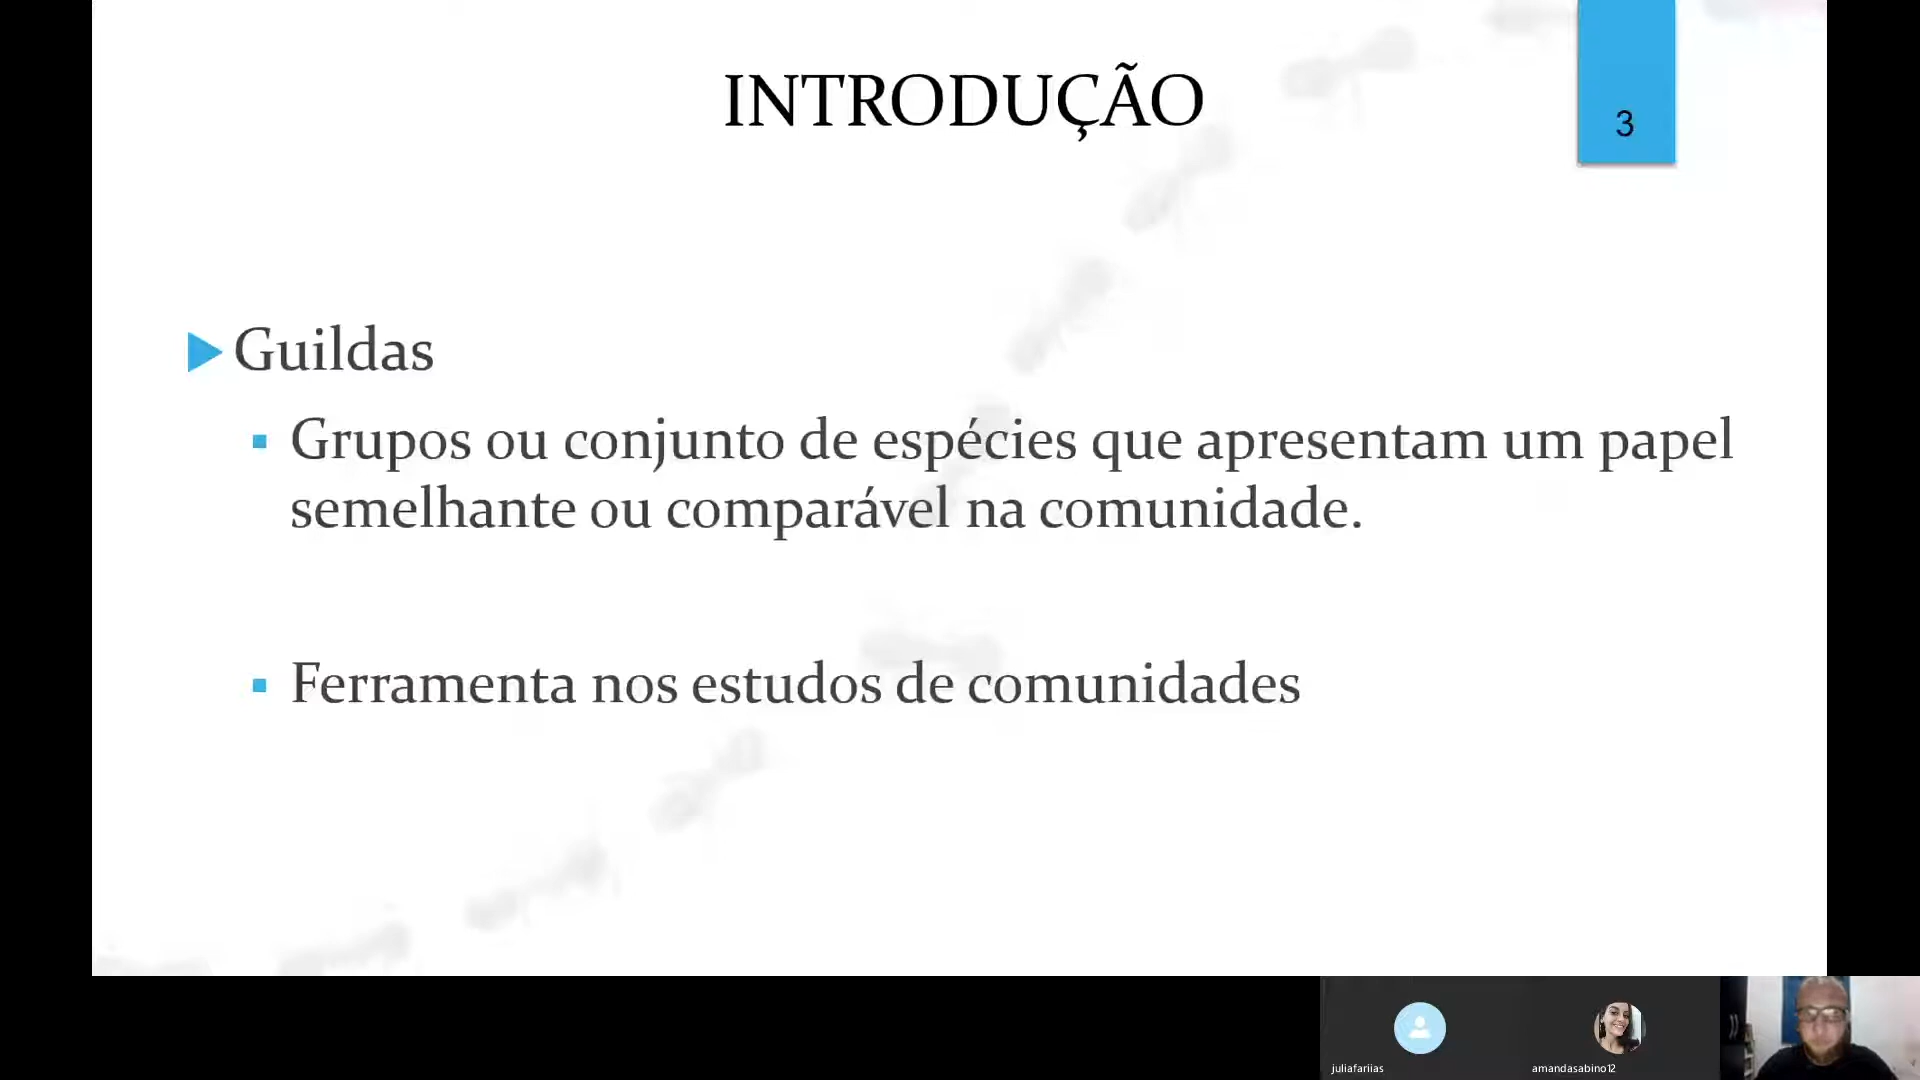 INTRODUÇÃO
3
Guildas
Grupos ou conjunto de espécies que apresentam um papel
semelhante ou comparável na comunidade.
Ferramenta nos estudos de comunidades
juliafariias
amandasabino12